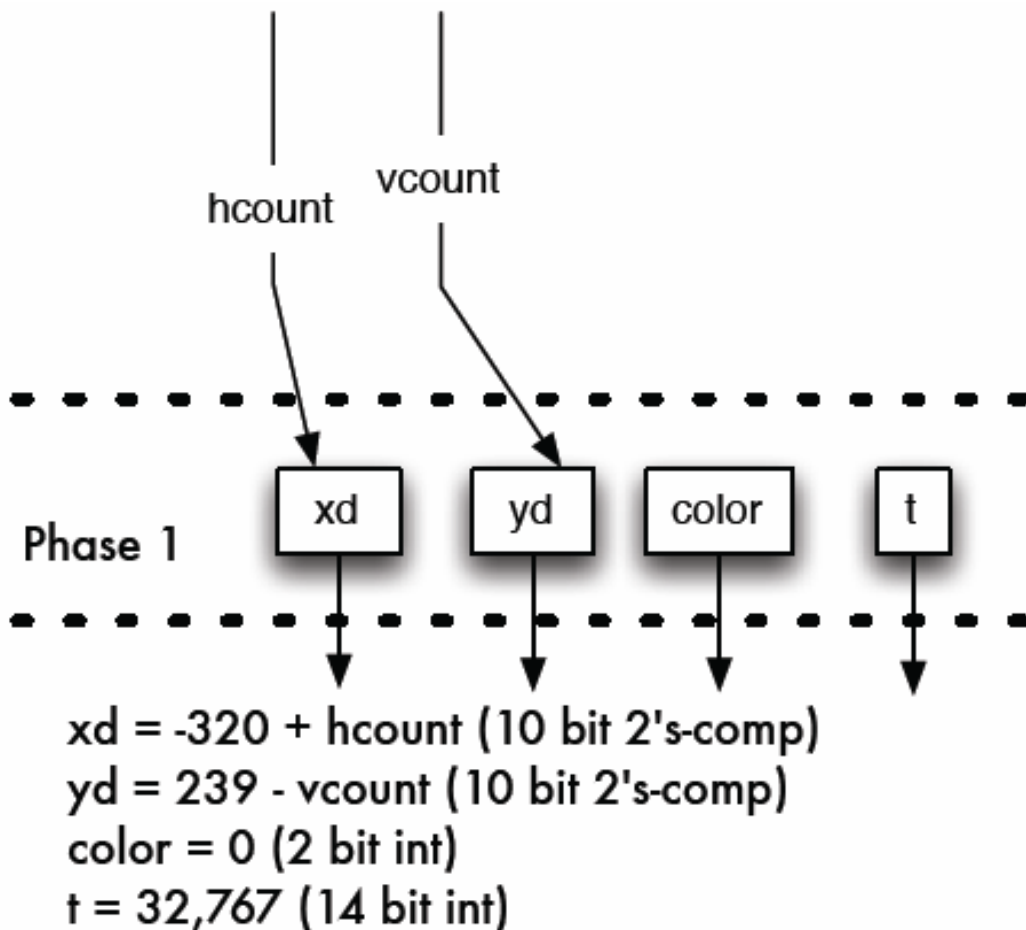 hcount
vcount
xd
yd
color
t
Phase 1
xd = -320 + hcount (10 bit 2's-comp)
yd = 239 - vcount (10 bit 2's-comp)
color = 0 (2 bit int)
t = 32,767 (14 bit int)